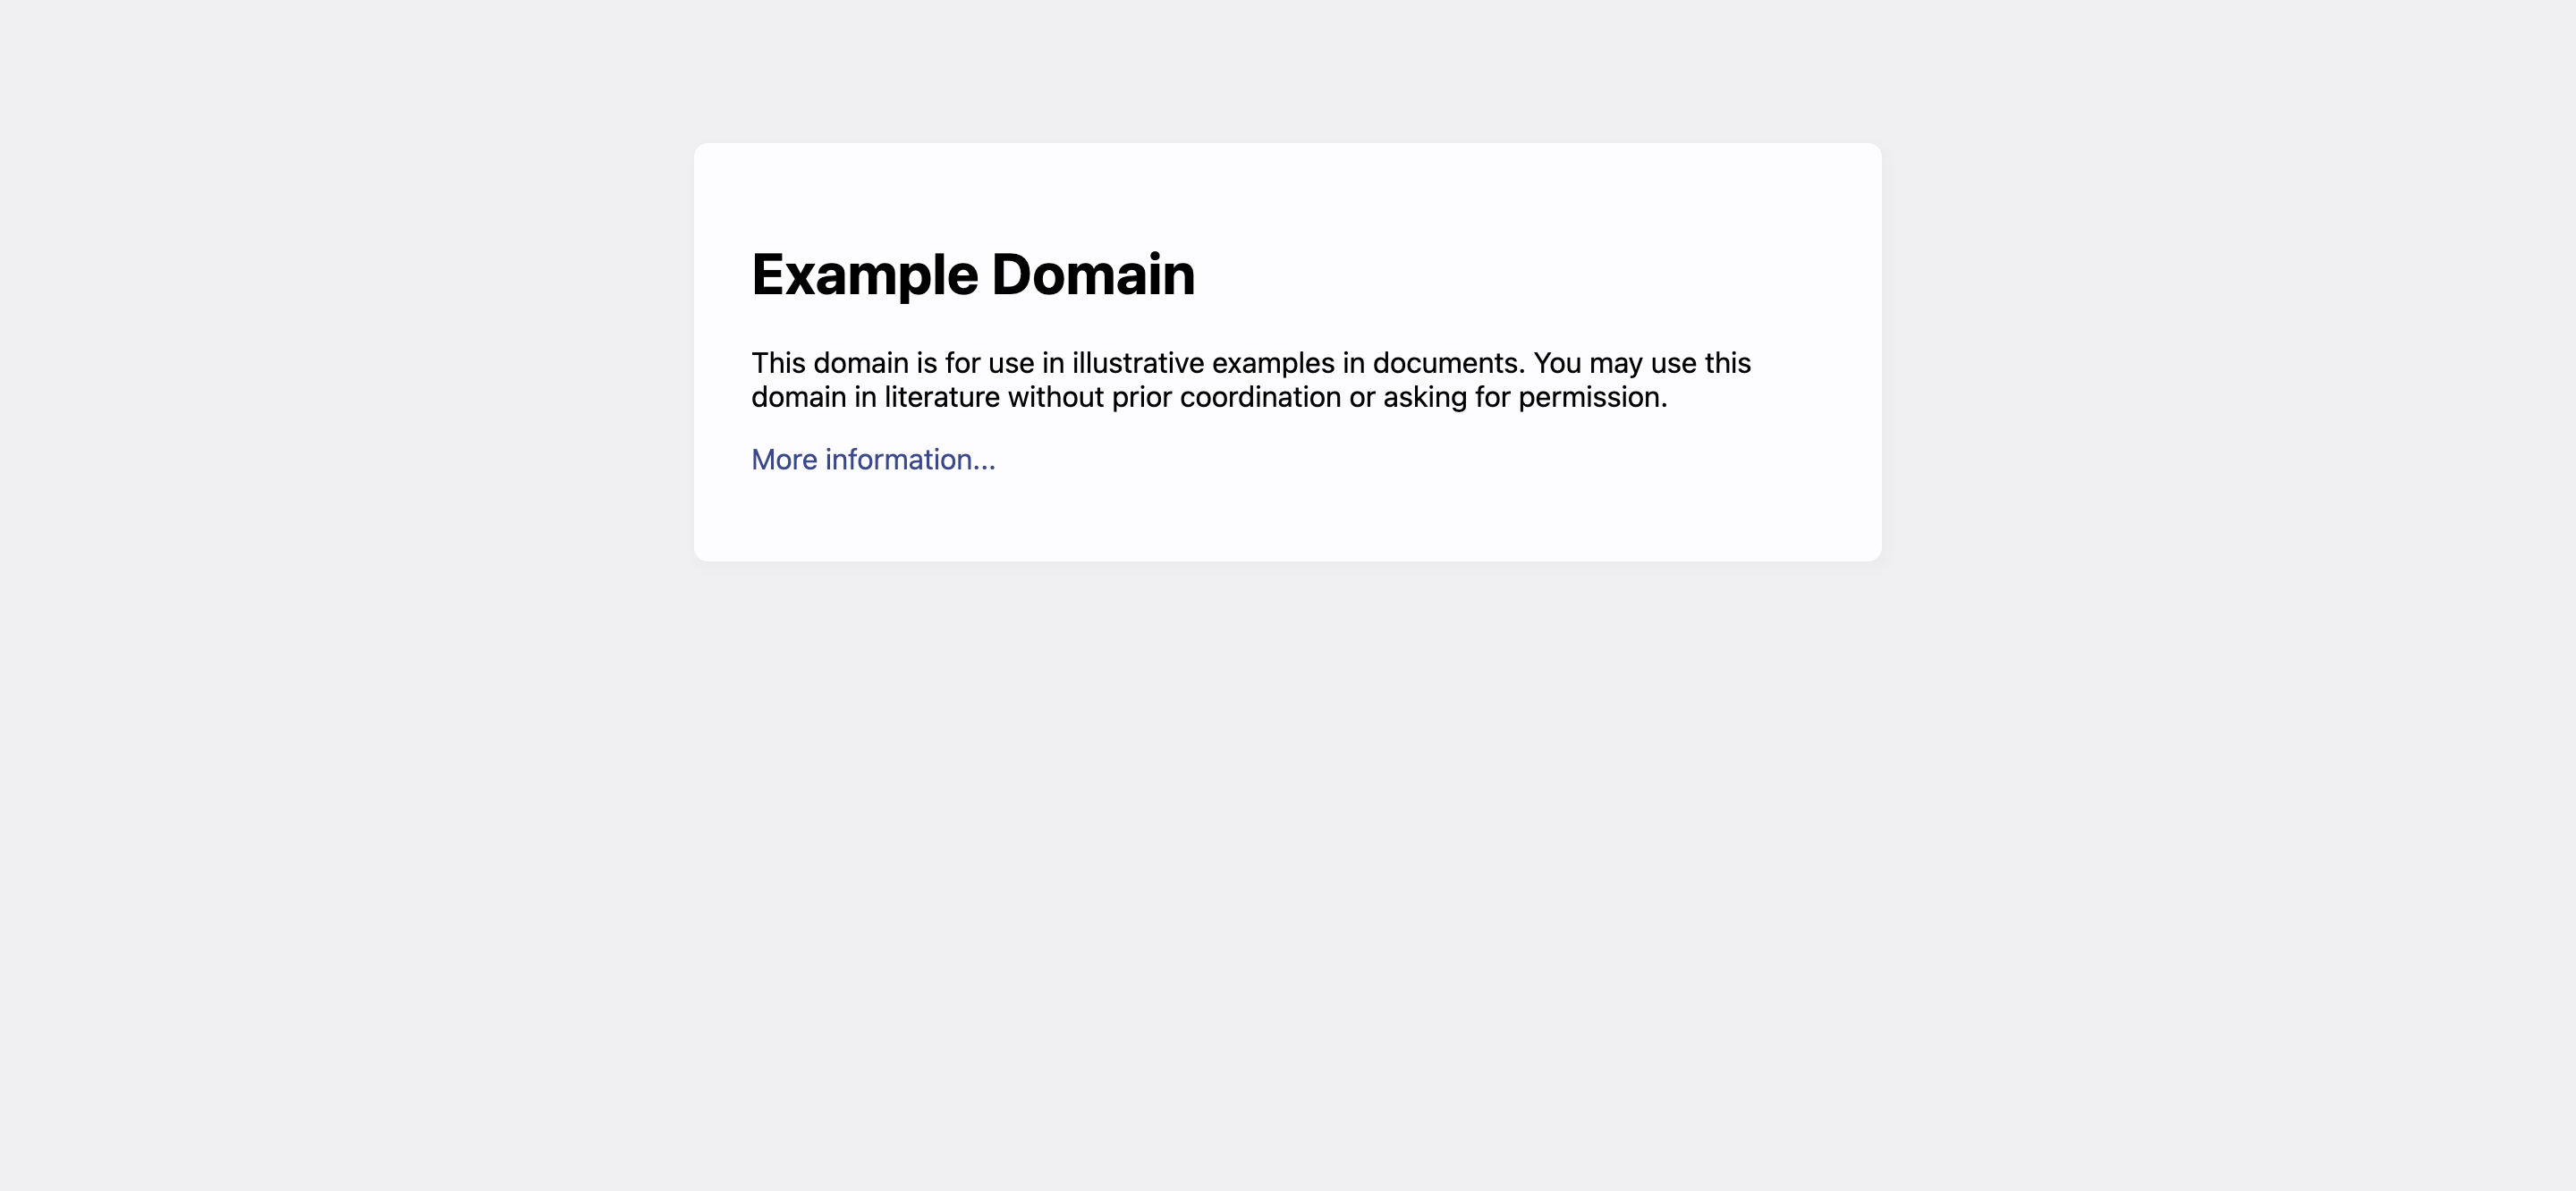 Example Domain
This domain is for use in illustrative examples in documents. You may use this
domain in literature without prior coordination or asking for permission.
More information...